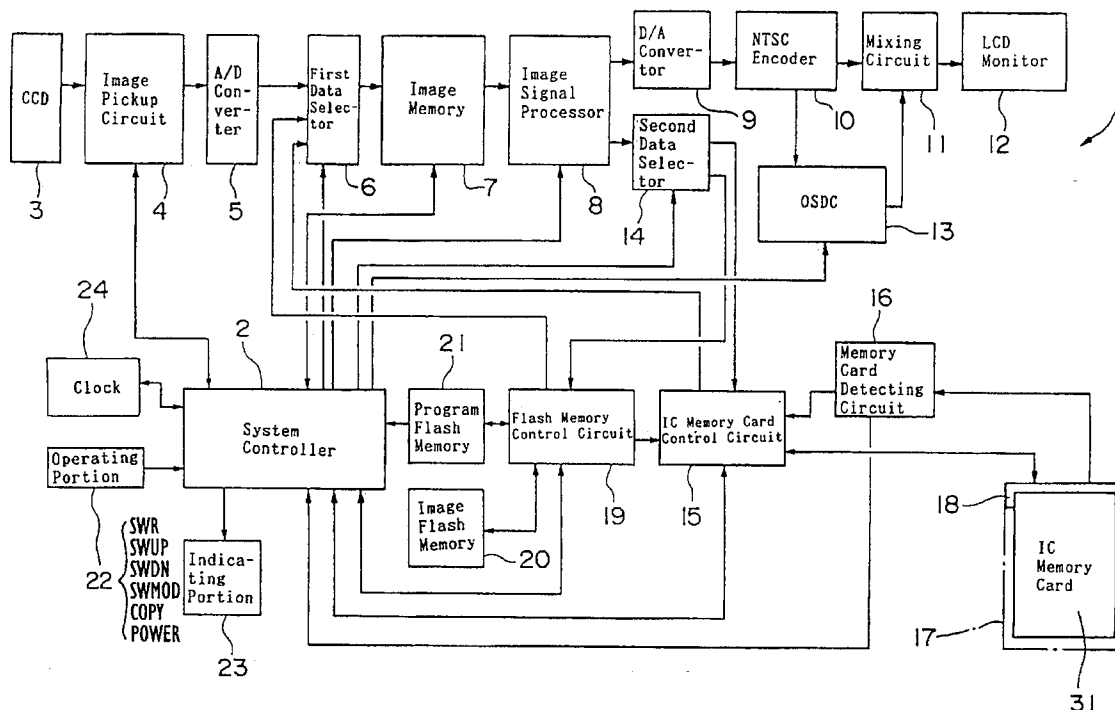 CCD
3
Image
Pickup
Circuit
4
A/D
Con-
verter
5
First
Data
Selec-
tor
6
Image
Memory
7
Image
Signal
Processor
8
D/A
Conver-
tor
9
NTSC
Encoder
10
Mixing
Circuit
11
LCD
Monitor
12
Second
Data
Selec-
tor
14
OSDC
13
24
Clock
2
System
Controller
21
Program
Flash
Memory
Flash Memory
Control Circuit
19
IC Memory Card
Control Circuit
15
16
Memory
Card
Detecting
Circuit
Operating
Portion
22
SWR
SWUP
SWDN
SWMOD
COPY
POWER
Indica-
ting
Portion
23
Image
Flash
Memory
20
18
IC
Memory
Card
17
31